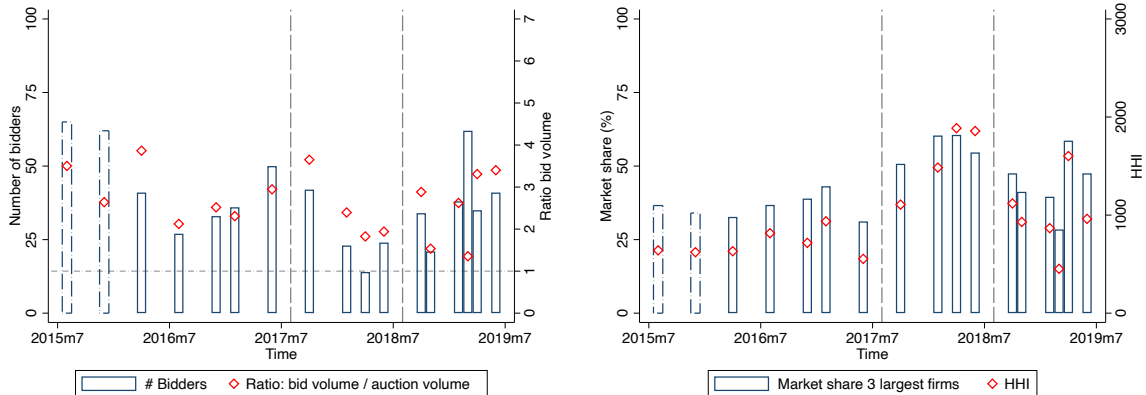 Number of bidders
100
75
50
25
0
7
6
5
4
3
2
1
0
Ratio bid volume
2015m7 2016m7 2017m7 2018m7 2019m7
Time
# Bidders Ratio: bid volume / auction volume
Market share (%)
100
75
50
25
0
3000
2000
1000
0
HHI
2015m7 2016m7 2017m7 2018m7 2019m7
Time
Market share 3 largest firms HHI